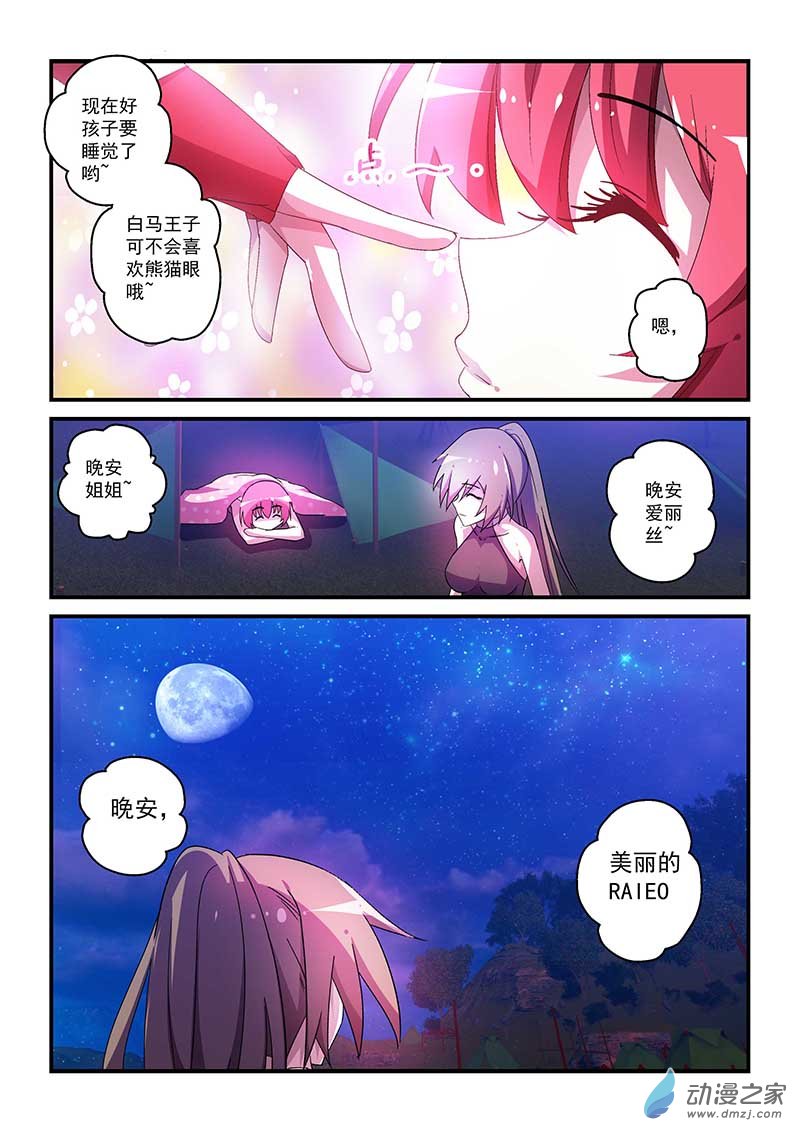 现在好
孩子要
睡觉了
哟~
白马王子
可不会喜
欢熊猫眼
哦~
点~。
嗯，
晚安
姐姐~
晚安
爱丽
丝~
晚安，
美丽的
RAIEO
动漫之家
www.dmzj.com